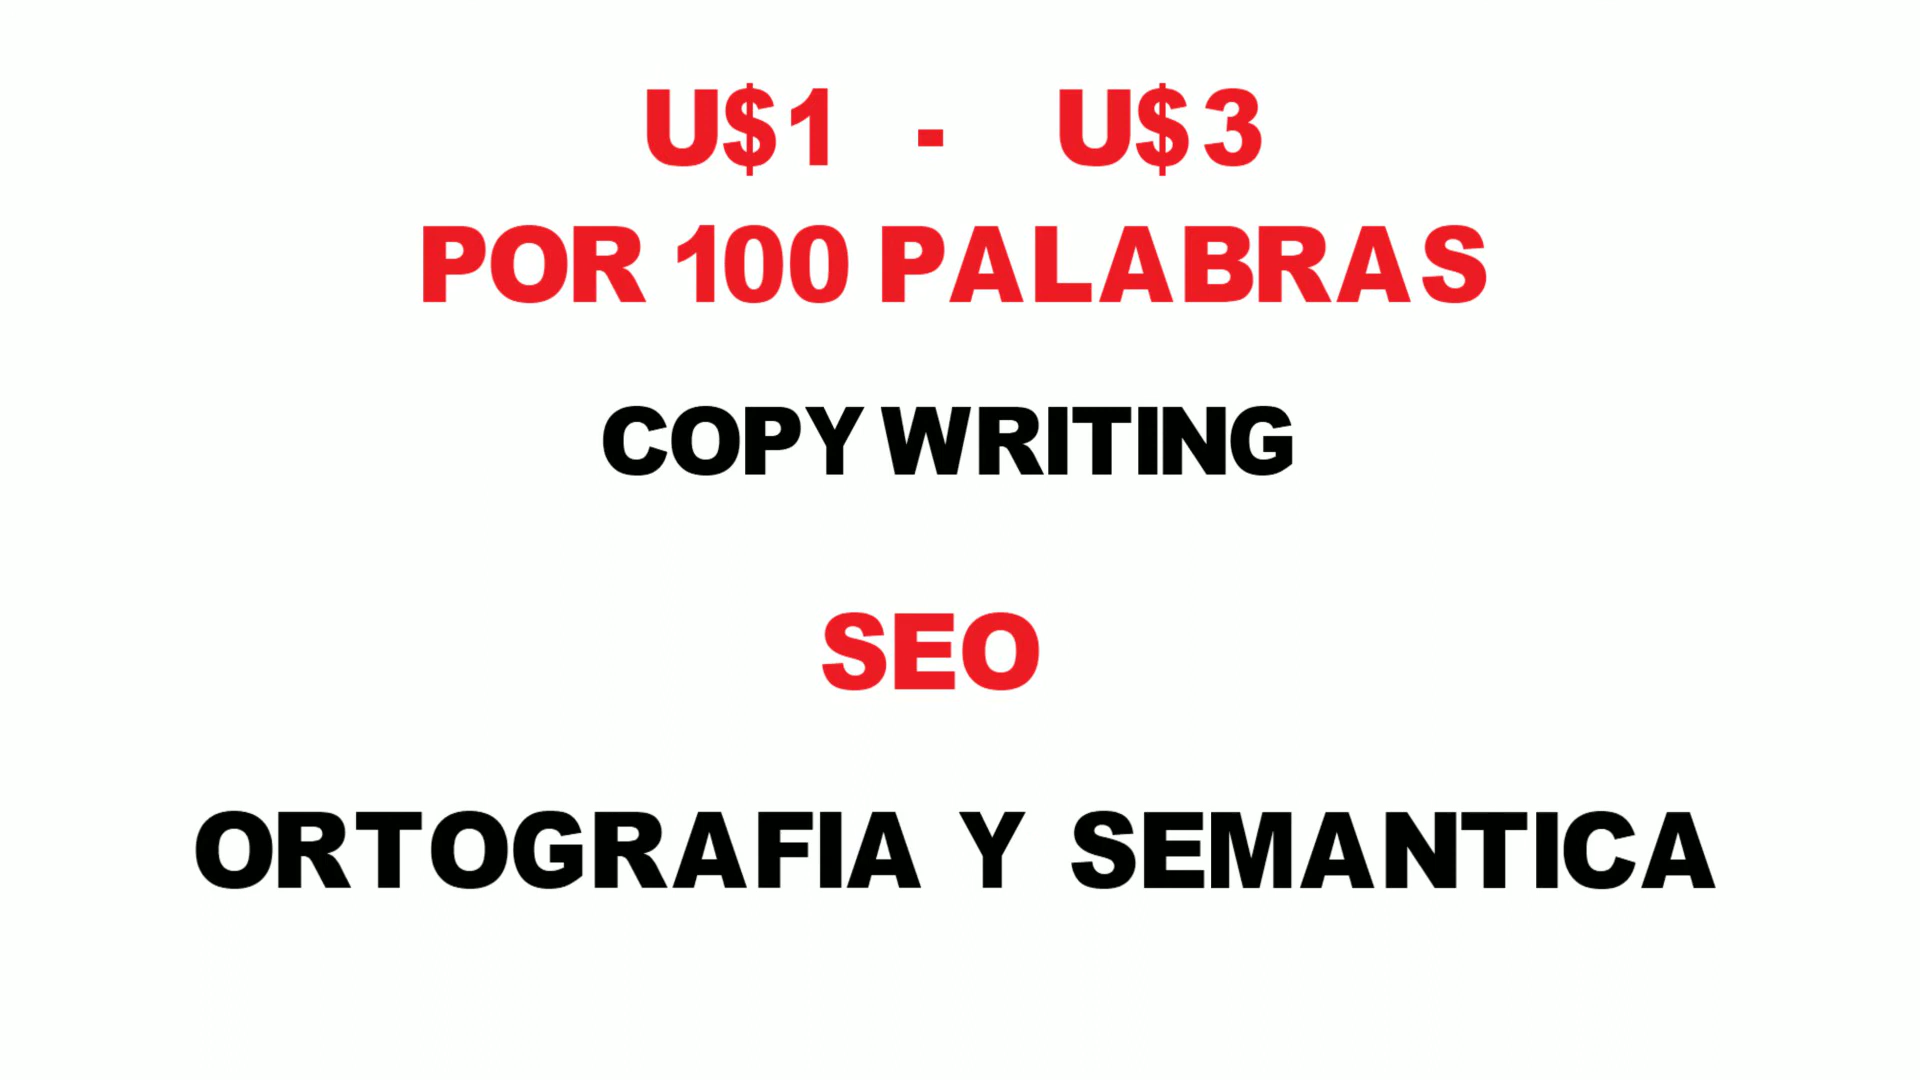 U$1 - U$3
POR 100 PALABRAS
COPY WRITING
SEO
ORTOGRAFIA Y SEMANTICA